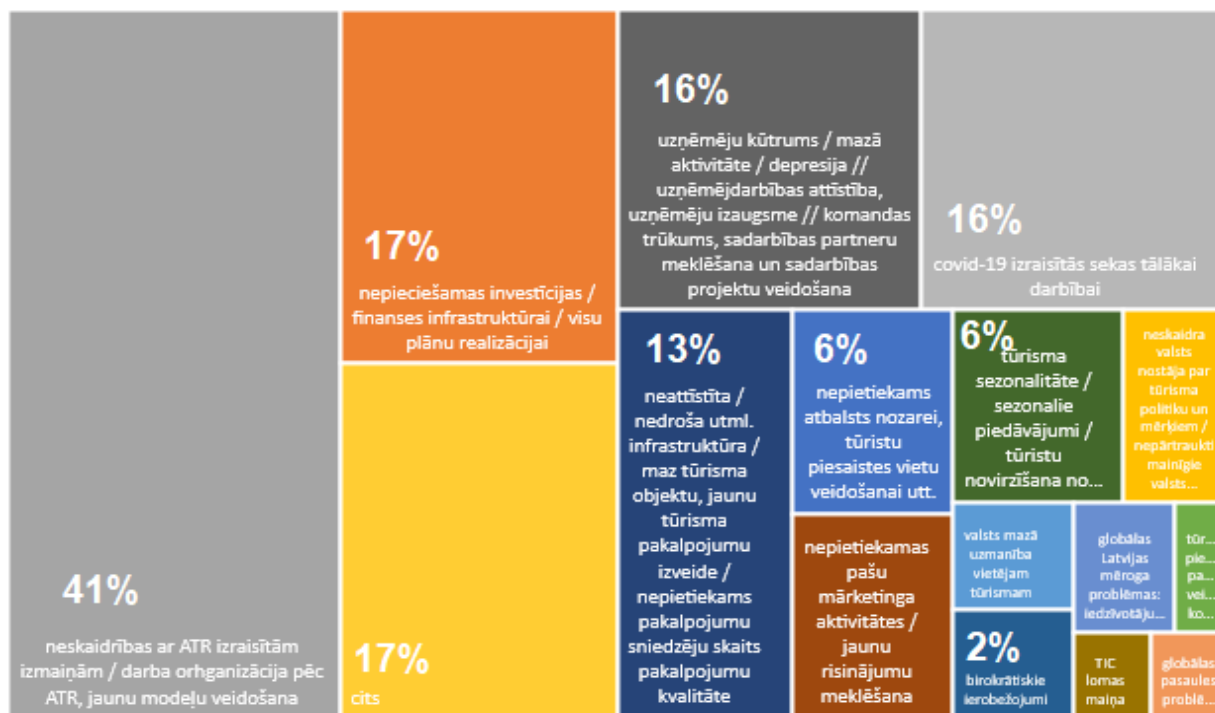 41%
neskaidrības ar ATR izraisītām
izmaiņām / darba orhganizācija pēc
ATR, jaunu modeļu veidošana
17%
nepieciešamas investīcijas /
finanses infrastruktūrai / visu
plānu realizācijai
17%
cits
16%
uzņēmēju kūtrums / mazā
aktivitāte / depresija //
uzņēmējdarbības attīstība,
uzņēmēju izaugsme // komandas
trūkums, sadarbības partneru
meklēšana un sadarbības
projektu veidošana
16%
covid-19 izraisītās sekas tālākai
darbībai
13%
neattīstīta /
nedroša utml.
infrastruktūra /
maz tūrisma
objektu, jaunu
tūrisma
pakalpojumu
izveide /
nepietiekams
pakalpojumu
sniedzēju skaits
pakalpojumu
kvalitāte
6%
nepietiekams
atbalsts nozarei,
tūristu
piesaistes vietu
veidošanai utt.
nepietiekamas
pašu
mārketinga
aktivitātes /
jaunu
risinājumu
meklēšana
6%
tūrisma
sezonalitāte /
sezonalie
piedāvājumi /
tūristu
novirzīšana no...
neskaidra
valsts
nostāja par
tūrisma
politiku un
mērķiem /
nepārtraukti
mainīgie
valsts...
valsts mazā
uzmanība
vietējam
tūrismam
2%
birokrātiskie
ierobežojumi
globālas
Latvijas
mēroga
problēmas:
iedzīvotāju...
tūr...
pie...
pa...
vei...
ko...
TIC
lomas
maiņa
globālas
pasaules
problē...